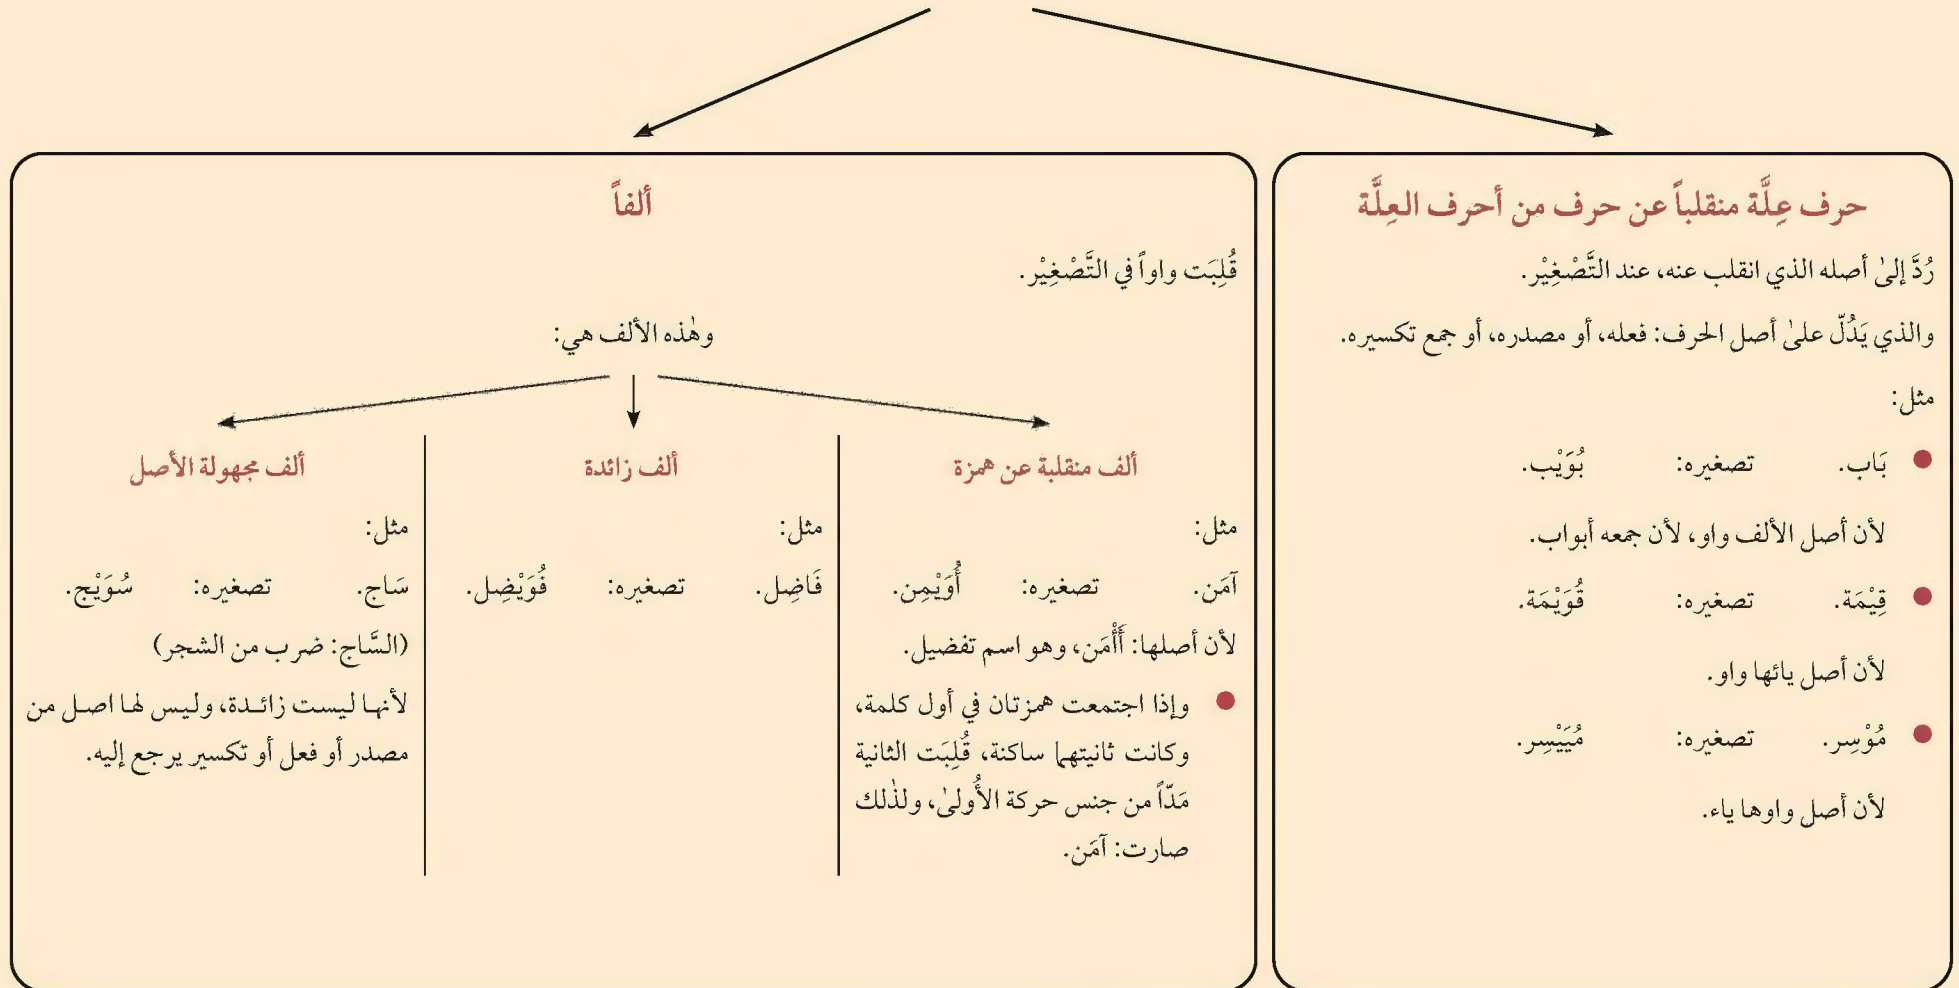 حرف عِلَّة منقلباً عن حرف من أحرف العِلَّة
رُدَّ إلىٰ أصله الذي انقلب عنه، عند التَّصْغِيْر.
والذي يَدُلّ علىٰ أصل الحرف: فعله، أو مصدره، أو جمع تكسيره.
مثل:
● بَاب. تصغيره: بُوَيْب.
لأن أصل الألف واو، لأن جمعه أبواب.
● قِيْمَة. تصغيره: قُوَيْمَة.
لأن أصل يائها واو.
● مُوْسِر. تصغيره: مُيَيْسِر.
لأن أصل واوها ياء.
ألفاً
قُلِبَت واواً في التَّصْغِيْر.
وهٰذه الألف هي:
ألف منقلبة عن همزة
مثل:
آمَن. تصغيره: أُوَيْمِن.
لأن أصلها: أَأْمَن، وهو اسم تفضيل.
● وإذا اجتمعت همزتان في أول كلمة،
وكانت ثانيتهما ساكنة، قُلِبَت الثانية
مَدّاً من جنس حركة الأُولىٰ، ولذٰلك
صارت: آمَن.
ألف زائدة
مثل:
فَاضِل. تصغيره: فُوَيْضِل.
ألف مجهولة الأصل
مثل:
سَاج. تصغيره: سُوَيْج.
(السَّاج: ضرب من الشجر)
لأنها ليست زائدة، وليس لها اصل من
مصدر أو فعل أو تكسير يرجع إليه.